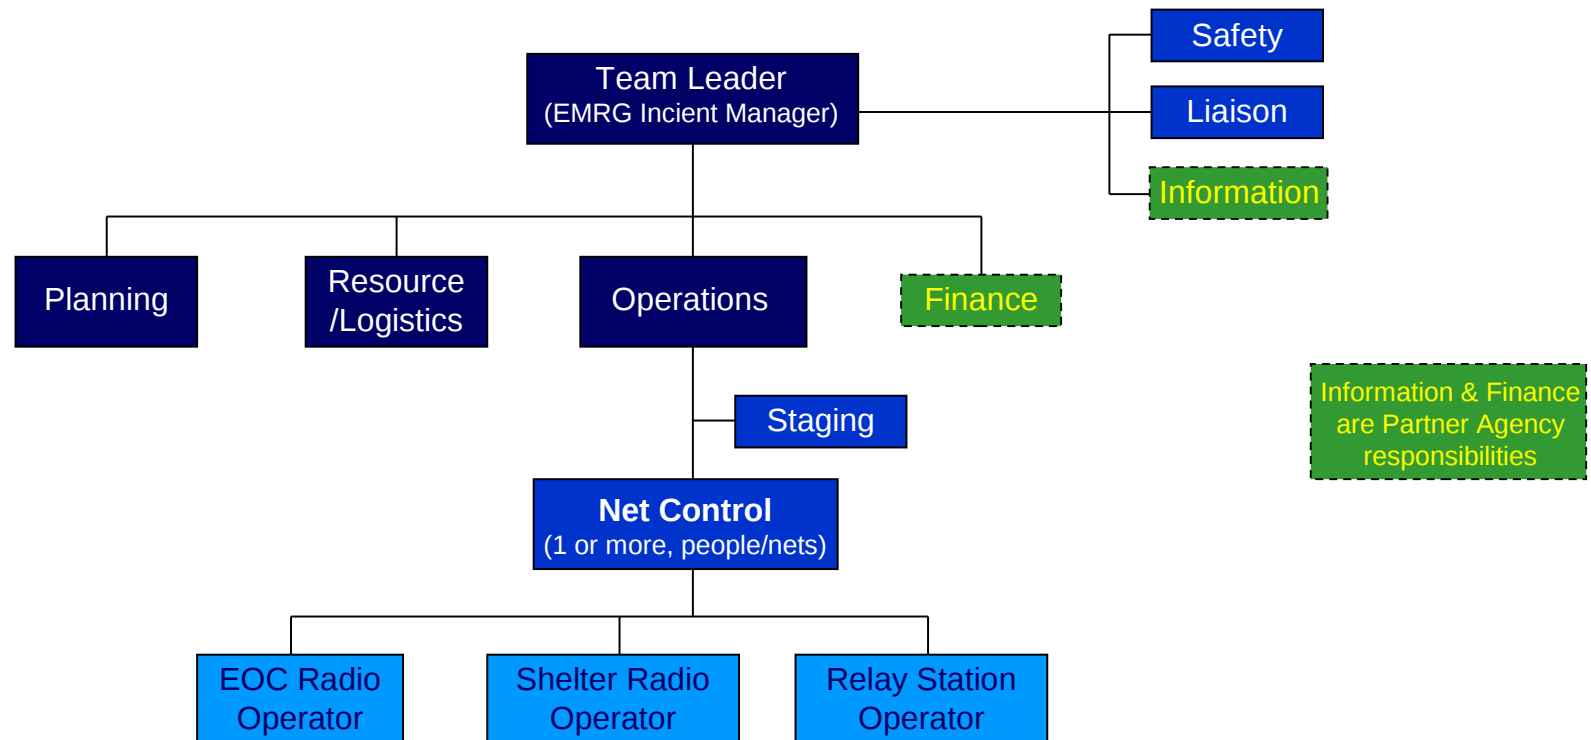 Safety
Team Leader
(EMRG Incient Manager)
Liaison
Information
Planning
Resource
/Logistics
Operations
Finance
Information & Finance
are Partner Agency
responsibilities
Staging
Net Control
(1 or more, people/nets)
EOC Radio
Operator
Shelter Radio
Operator
Relay Station
Operator